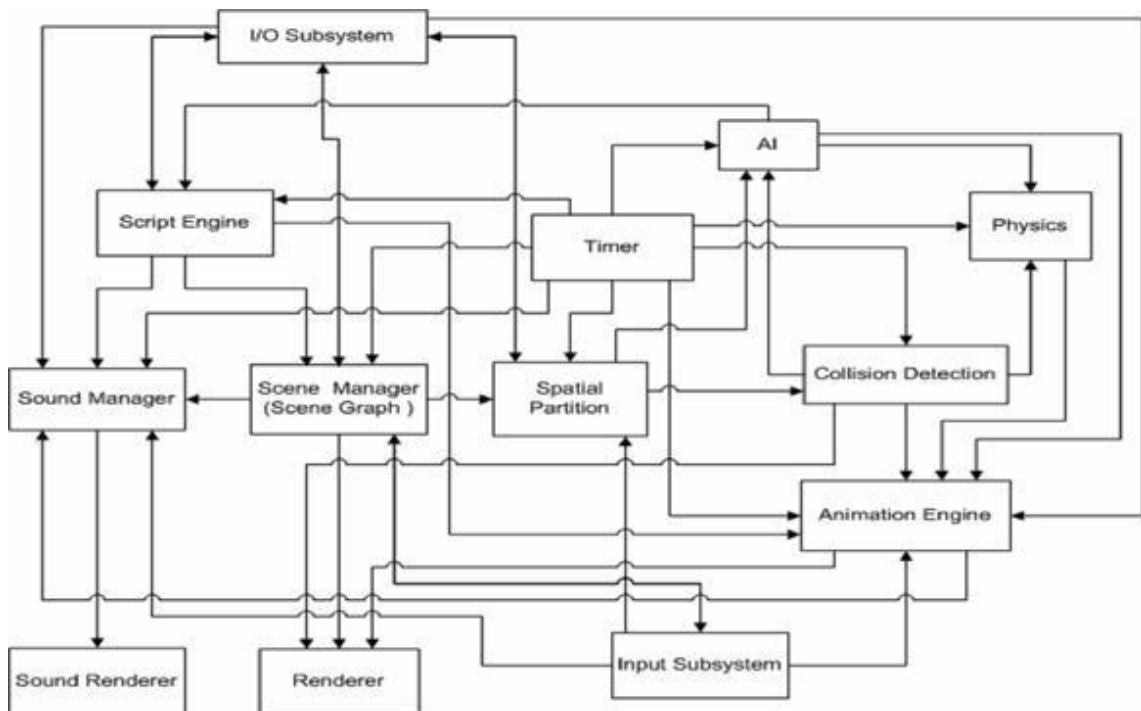 I/O Subsystem
AI
Script Engine
Timer
Physics
Sound Manager
Scene Manager
(Scene Graph )
Spatial
Partition
Collision Detection
Animation Engine
Sound Renderer
Renderer
Input Subsystem